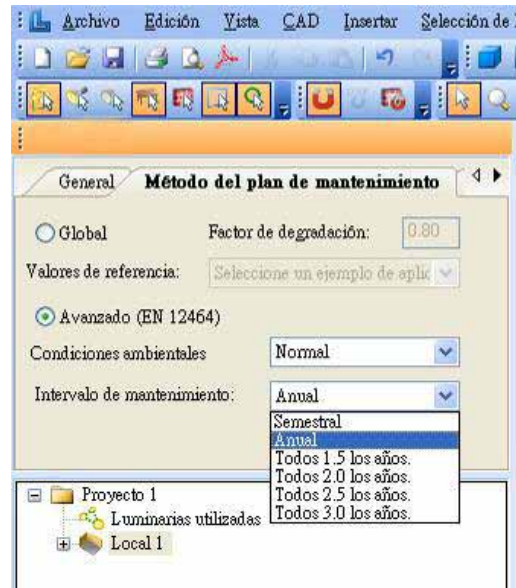 Archivo Edición Vista CAD Insertar Selección de
General Método del plan de mantenimiento
Global Factor de degradación: 0.80
Valores de referencia: Seleccione un ejemplo de aplic
Avanzado (EN 12464)
Condiciones ambientales Normal
Intervalo de mantenimiento: Anual
Semestral
Anual
Todos 1.5 los años.
Todos 2.0 los años.
Todos 2.5 los años.
Todos 3.0 los años.
Proyecto 1
Luminarias utilizadas
Local 1